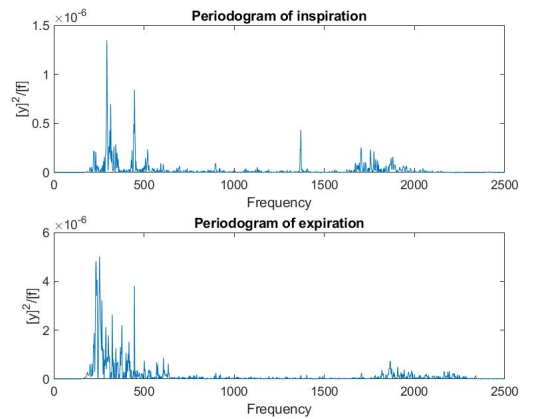 Periodogram of inspiration
×10^-6
1.5
1
0.5
0
[y]^2/[f]
0 500 1000 1500 2000 2500
Frequency
Periodogram of expiration
×10^-6
6
4
2
0
[y]^2/[f]
0 500 1000 1500 2000 2500
Frequency